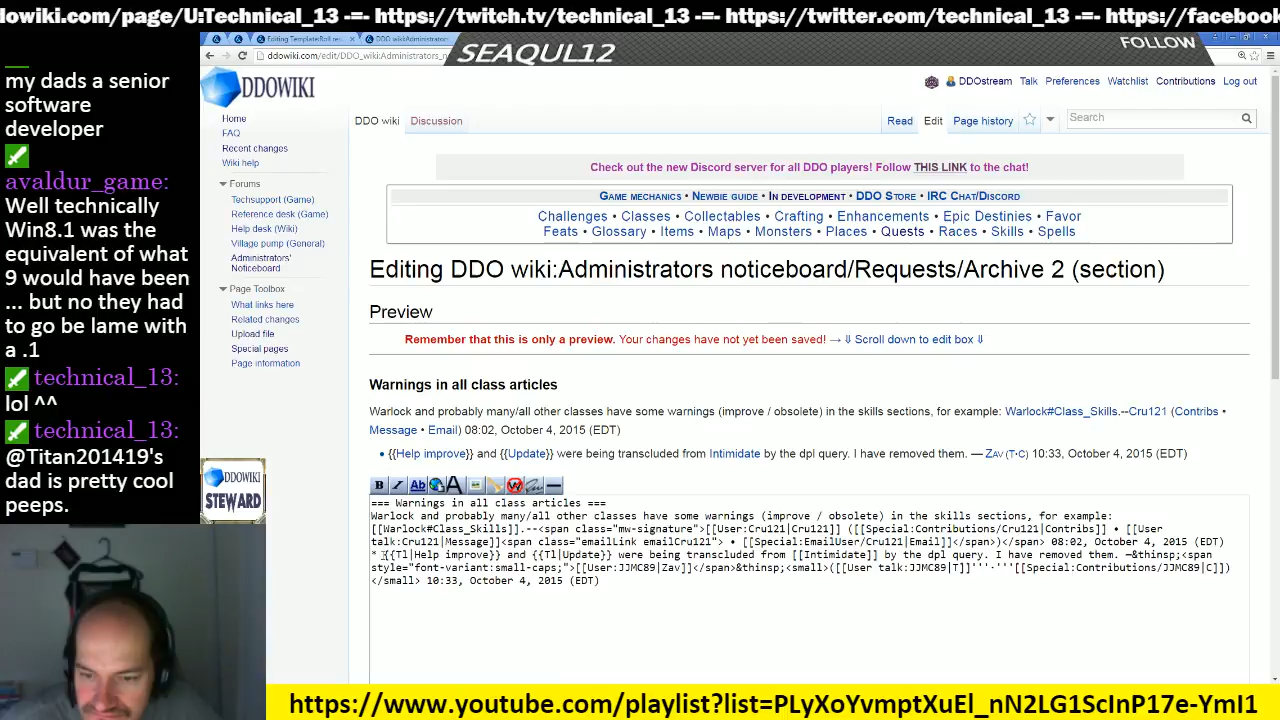 dowiki.com/page/U:Technical_13 -=- https://twitch.tv/technical_13 -=- https://twitter.com/technical_13 -=- https://facebook
my dads a senior
software
developer
avaldur_game:
Well technically
Win8.1 was the
equivalent of what
9 would have been
... but no they had
to go be lame with
a .1
technical_13:
lol ^^
technical_13:
@Titan201419's
dad is pretty cool
peeps.
Editing Template:Roll re
DDO wiki:Administrators
ddowiki.com/edit/DDO_wiki:Administrators_n
SEAQUL12
FOLLOW
DDOWIKI
DDOstream Talk Preferences Watchlist Contributions Log out
DDO wiki Discussion Read Edit Page history Search
Home
FAQ
Recent changes
Wiki help
Forums
Techsupport (Game)
Reference desk (Game)
Help desk (Wiki)
Village pump (General)
Administrators'
Noticeboard
Page Toolbox
What links here
Related changes
Upload file
Special pages
Page information
DDOWIKI
STEWARD
Check out the new Discord server for all DDO players! Follow THIS LINK to the chat!
Game mechanics • Newbie guide • In development • DDO Store • IRC Chat/Discord
Challenges • Classes • Collectables • Crafting • Enhancements • Epic Destinies • Favor
Feats • Glossary • Items • Maps • Monsters • Places • Quests • Races • Skills • Spells
Editing DDO wiki:Administrators noticeboard/Requests/Archive 2 (section)
Preview
Remember that this is only a preview. Your changes have not yet been saved! → ⇓ Scroll down to edit box ⇓
Warnings in all class articles
Warlock and probably many/all other classes have some warnings (improve / obsolete) in the skills sections, for example: Warlock#Class_Skills.--Cru121 (Contribs •
Message • Email) 08:02, October 4, 2015 (EDT)
• {{Help improve}} and {{Update}} were being transcluded from Intimidate by the dpl query. I have removed them. — Zav (T·C) 10:33, October 4, 2015 (EDT)
B I Ab A W
=== Warnings in all class articles ===
Warlock and probably many/all other classes have some warnings (improve / obsolete) in the skills sections, for example:
[[Warlock#Class_Skills]].--<span class="mw-signature">[[User:Cru121|Cru121]] ([[Special:Contributions/Cru121|Contribs]] • [[User
talk:Cru121|Message]]<span class="emailLink emailCru121"> • [[Special:EmailUser/Cru121|Email]]</span>)</span> 08:02, October 4, 2015 (EDT)
* {{Tl|Help improve}} and {{Tl|Update}} were being transcluded from [[Intimidate]] by the dpl query. I have removed them. —&thinsp;<span
style="font-variant:small-caps;">[[User:JJMC89|Zav]]</span>&thinsp;<small>([[User talk:JJMC89|T]]'''·'''[[Special:Contributions/JJMC89|C]])
</small> 10:33, October 4, 2015 (EDT)
https://www.youtube.com/playlist?list=PLyXoYvmptXuEl_nN2LG1ScInP17e-YmI1